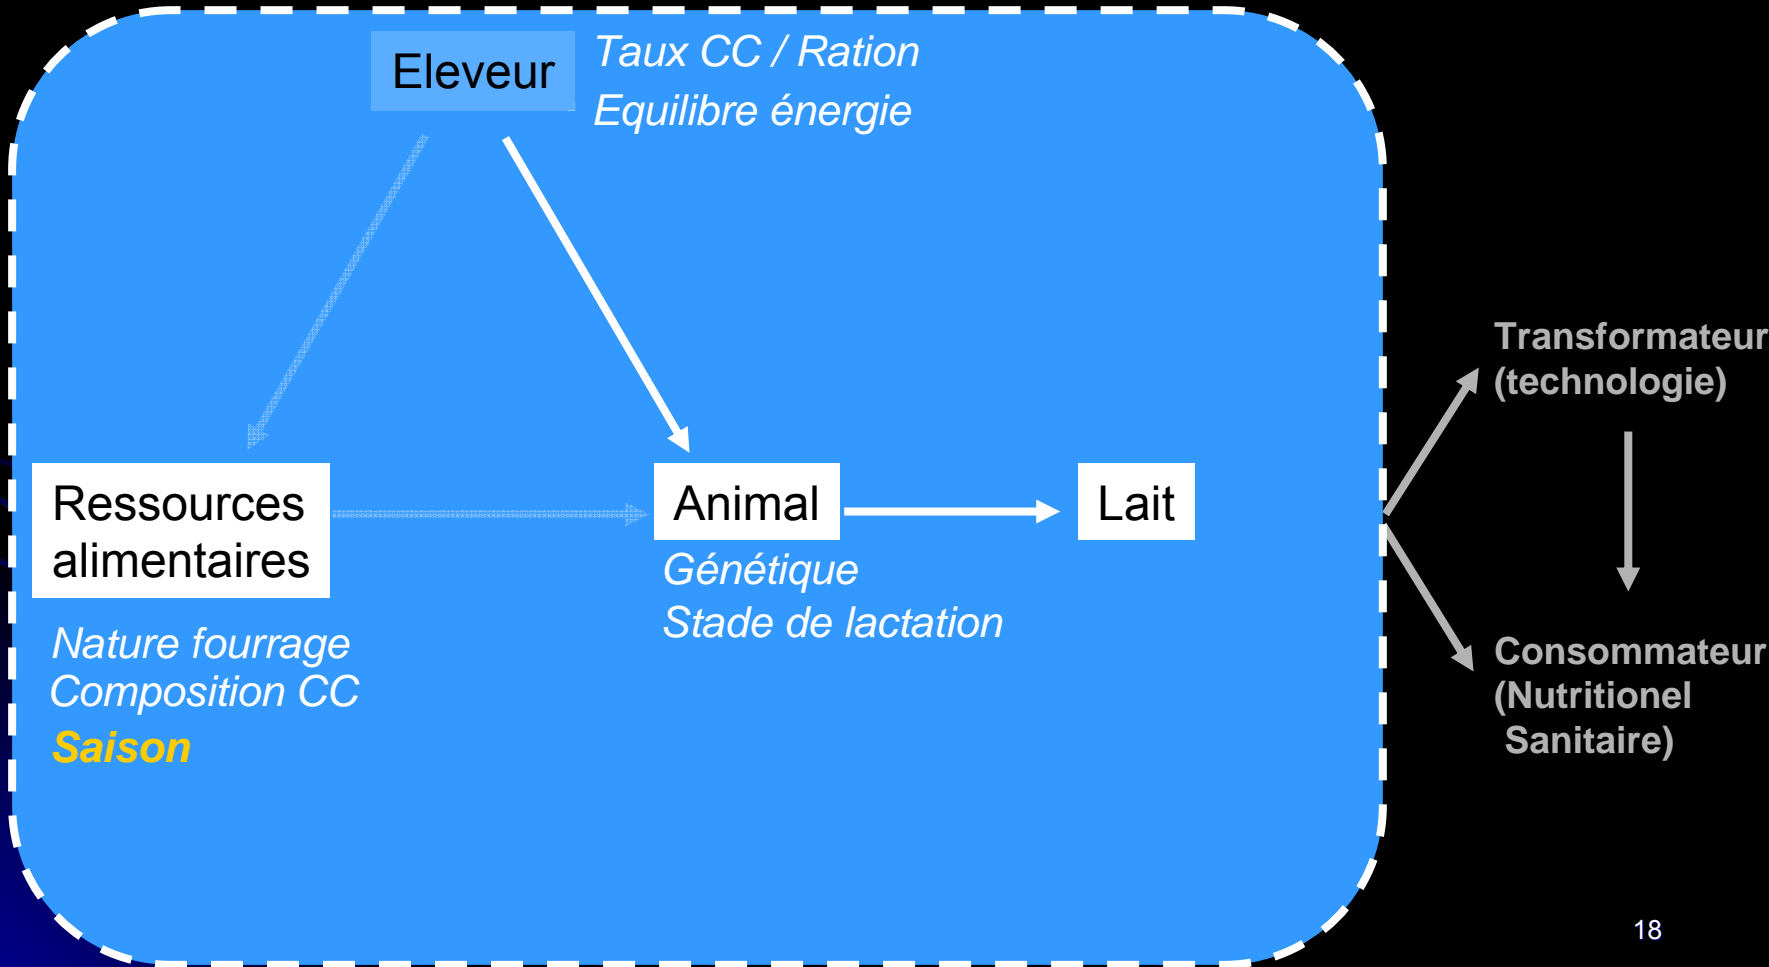 Eleveur
Taux CC / Ration
Equilibre énergie
Ressources
alimentaires
Nature fourrage
Composition CC
Saison
Animal
Génétique
Stade de lactation
Lait
Transformateur
(technologie)
Consommateur
(Nutritionel
Sanitaire)
18